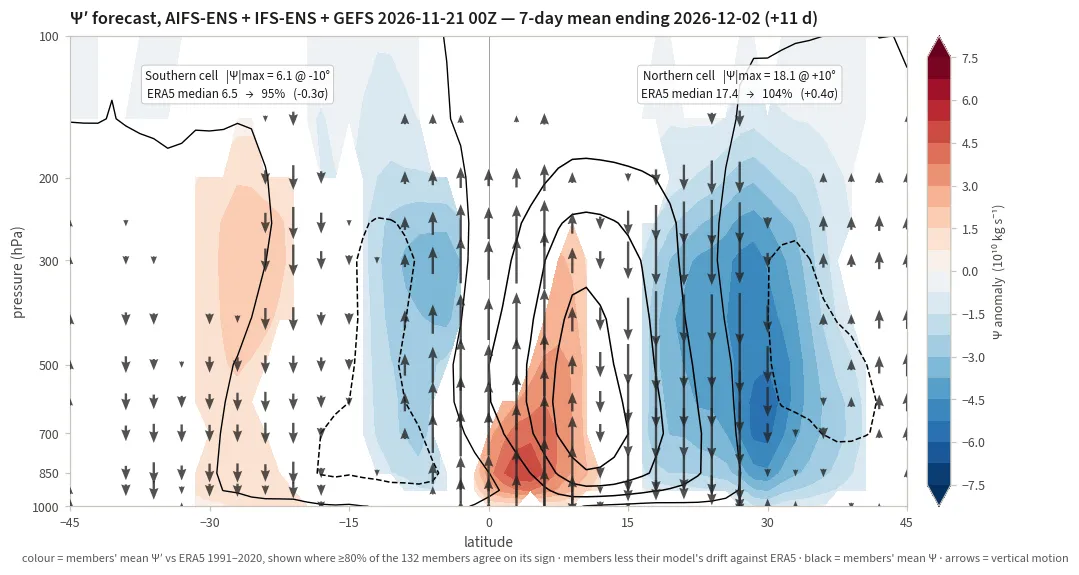 Ψ′ forecast, AIFS-ENS + IFS-ENS + GEFS 2026-11-21 00Z — 7-day mean ending 2026-12-02 (+11 d)
Southern cell |Ψ|max = 6.1 @ -10°
ERA5 median 6.5 → 95% (-0.3σ)
Northern cell |Ψ|max = 18.1 @ +10°
ERA5 median 17.4 → 104% (+0.4σ)
pressure (hPa)
100
200
300
500
700
850
1000
−45
−30
−15
0
15
30
45
latitude
7.5
6.0
4.5
3.0
1.5
0.0
−1.5
−3.0
−4.5
−6.0
−7.5
Ψ anomaly (10¹⁰ kg s⁻¹)
colour = members' mean Ψ′ vs ERA5 1991–2020, shown where ≥80% of the 132 members agree on its sign · members less their model's drift against ERA5 · black = members' mean Ψ · arrows = vertical motion